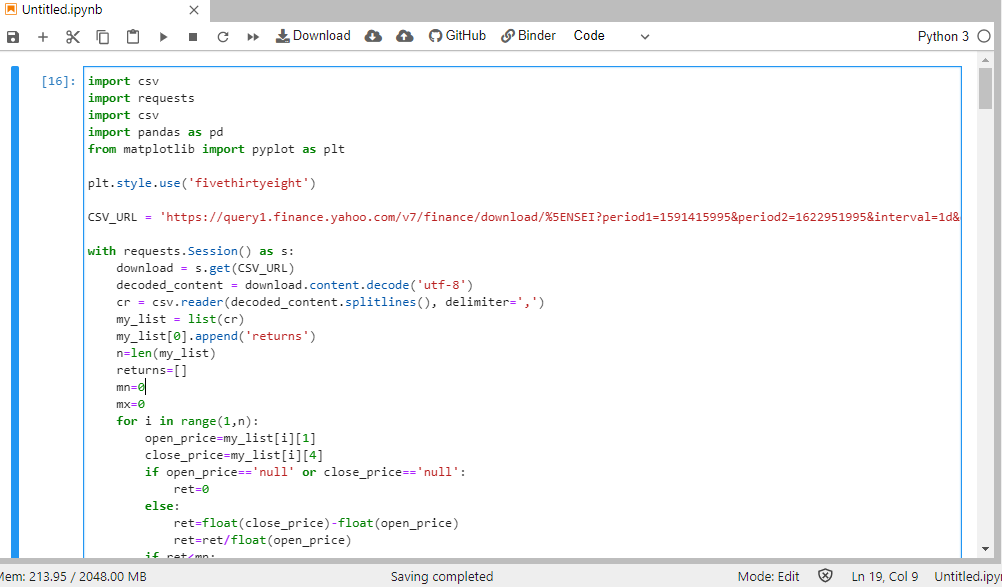 Untitled.ipynb
Download GitHub Binder Code Python 3
[16]:
import csv
import requests
import csv
import pandas as pd
from matplotlib import pyplot as plt
plt.style.use('fivethirtyeight')
CSV_URL = 'https://query1.finance.yahoo.com/v7/finance/download/%5ENSEI?period1=1591415995&period2=1622951995&interval=1d&
with requests.Session() as s:
    download = s.get(CSV_URL)
    decoded_content = download.content.decode('utf-8')
    cr = csv.reader(decoded_content.splitlines(), delimiter=',')
    my_list = list(cr)
    my_list[0].append('returns')
    n=len(my_list)
    returns=[]
    mn=0
    mx=0
    for i in range(1,n):
        open_price=my_list[i][1]
        close_price=my_list[i][4]
        if open_price=='null' or close_price=='null':
            ret=0
        else:
            ret=float(close_price)-float(open_price)
            ret=ret/float(open_price)
        if ret<mn:
Mem: 213.95 / 2048.00 MB Saving completed Mode: Edit Ln 19, Col 9 Untitled.ipy